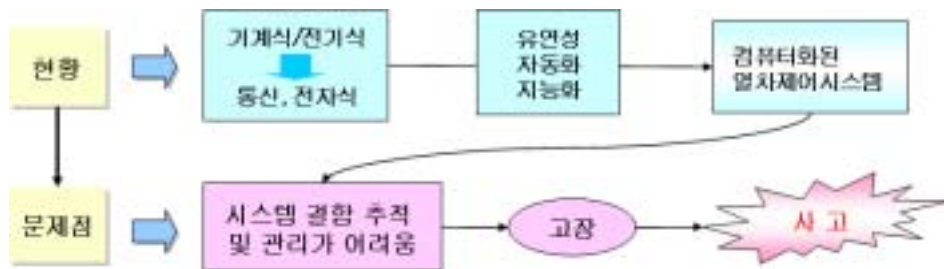 현황
기계식/전기식
통신, 전자식
유연성
자동화
지능화
컴퓨터화된
열차제어시스템
문제점
시스템 결함 추적
및 관리가 어려움
고장
사 고